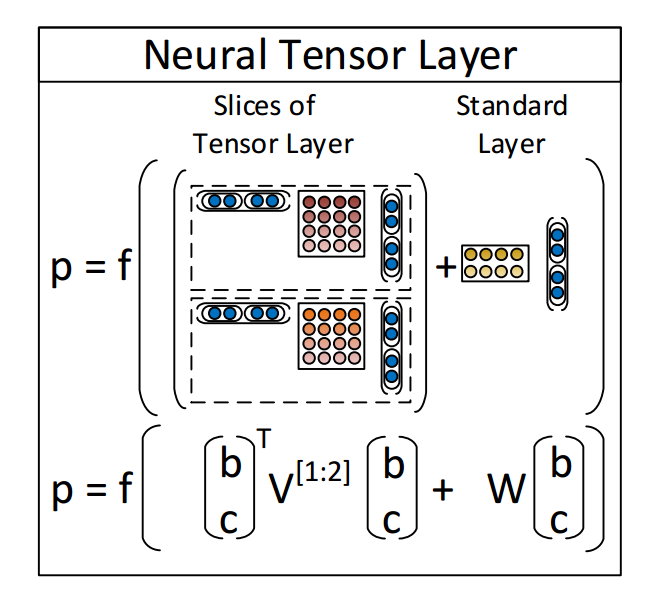 Neural Tensor Layer
Slices of Tensor Layer
Standard Layer
p = f
+
p = f ( [b c]^T V^[1:2] [b c] + W [b c] )